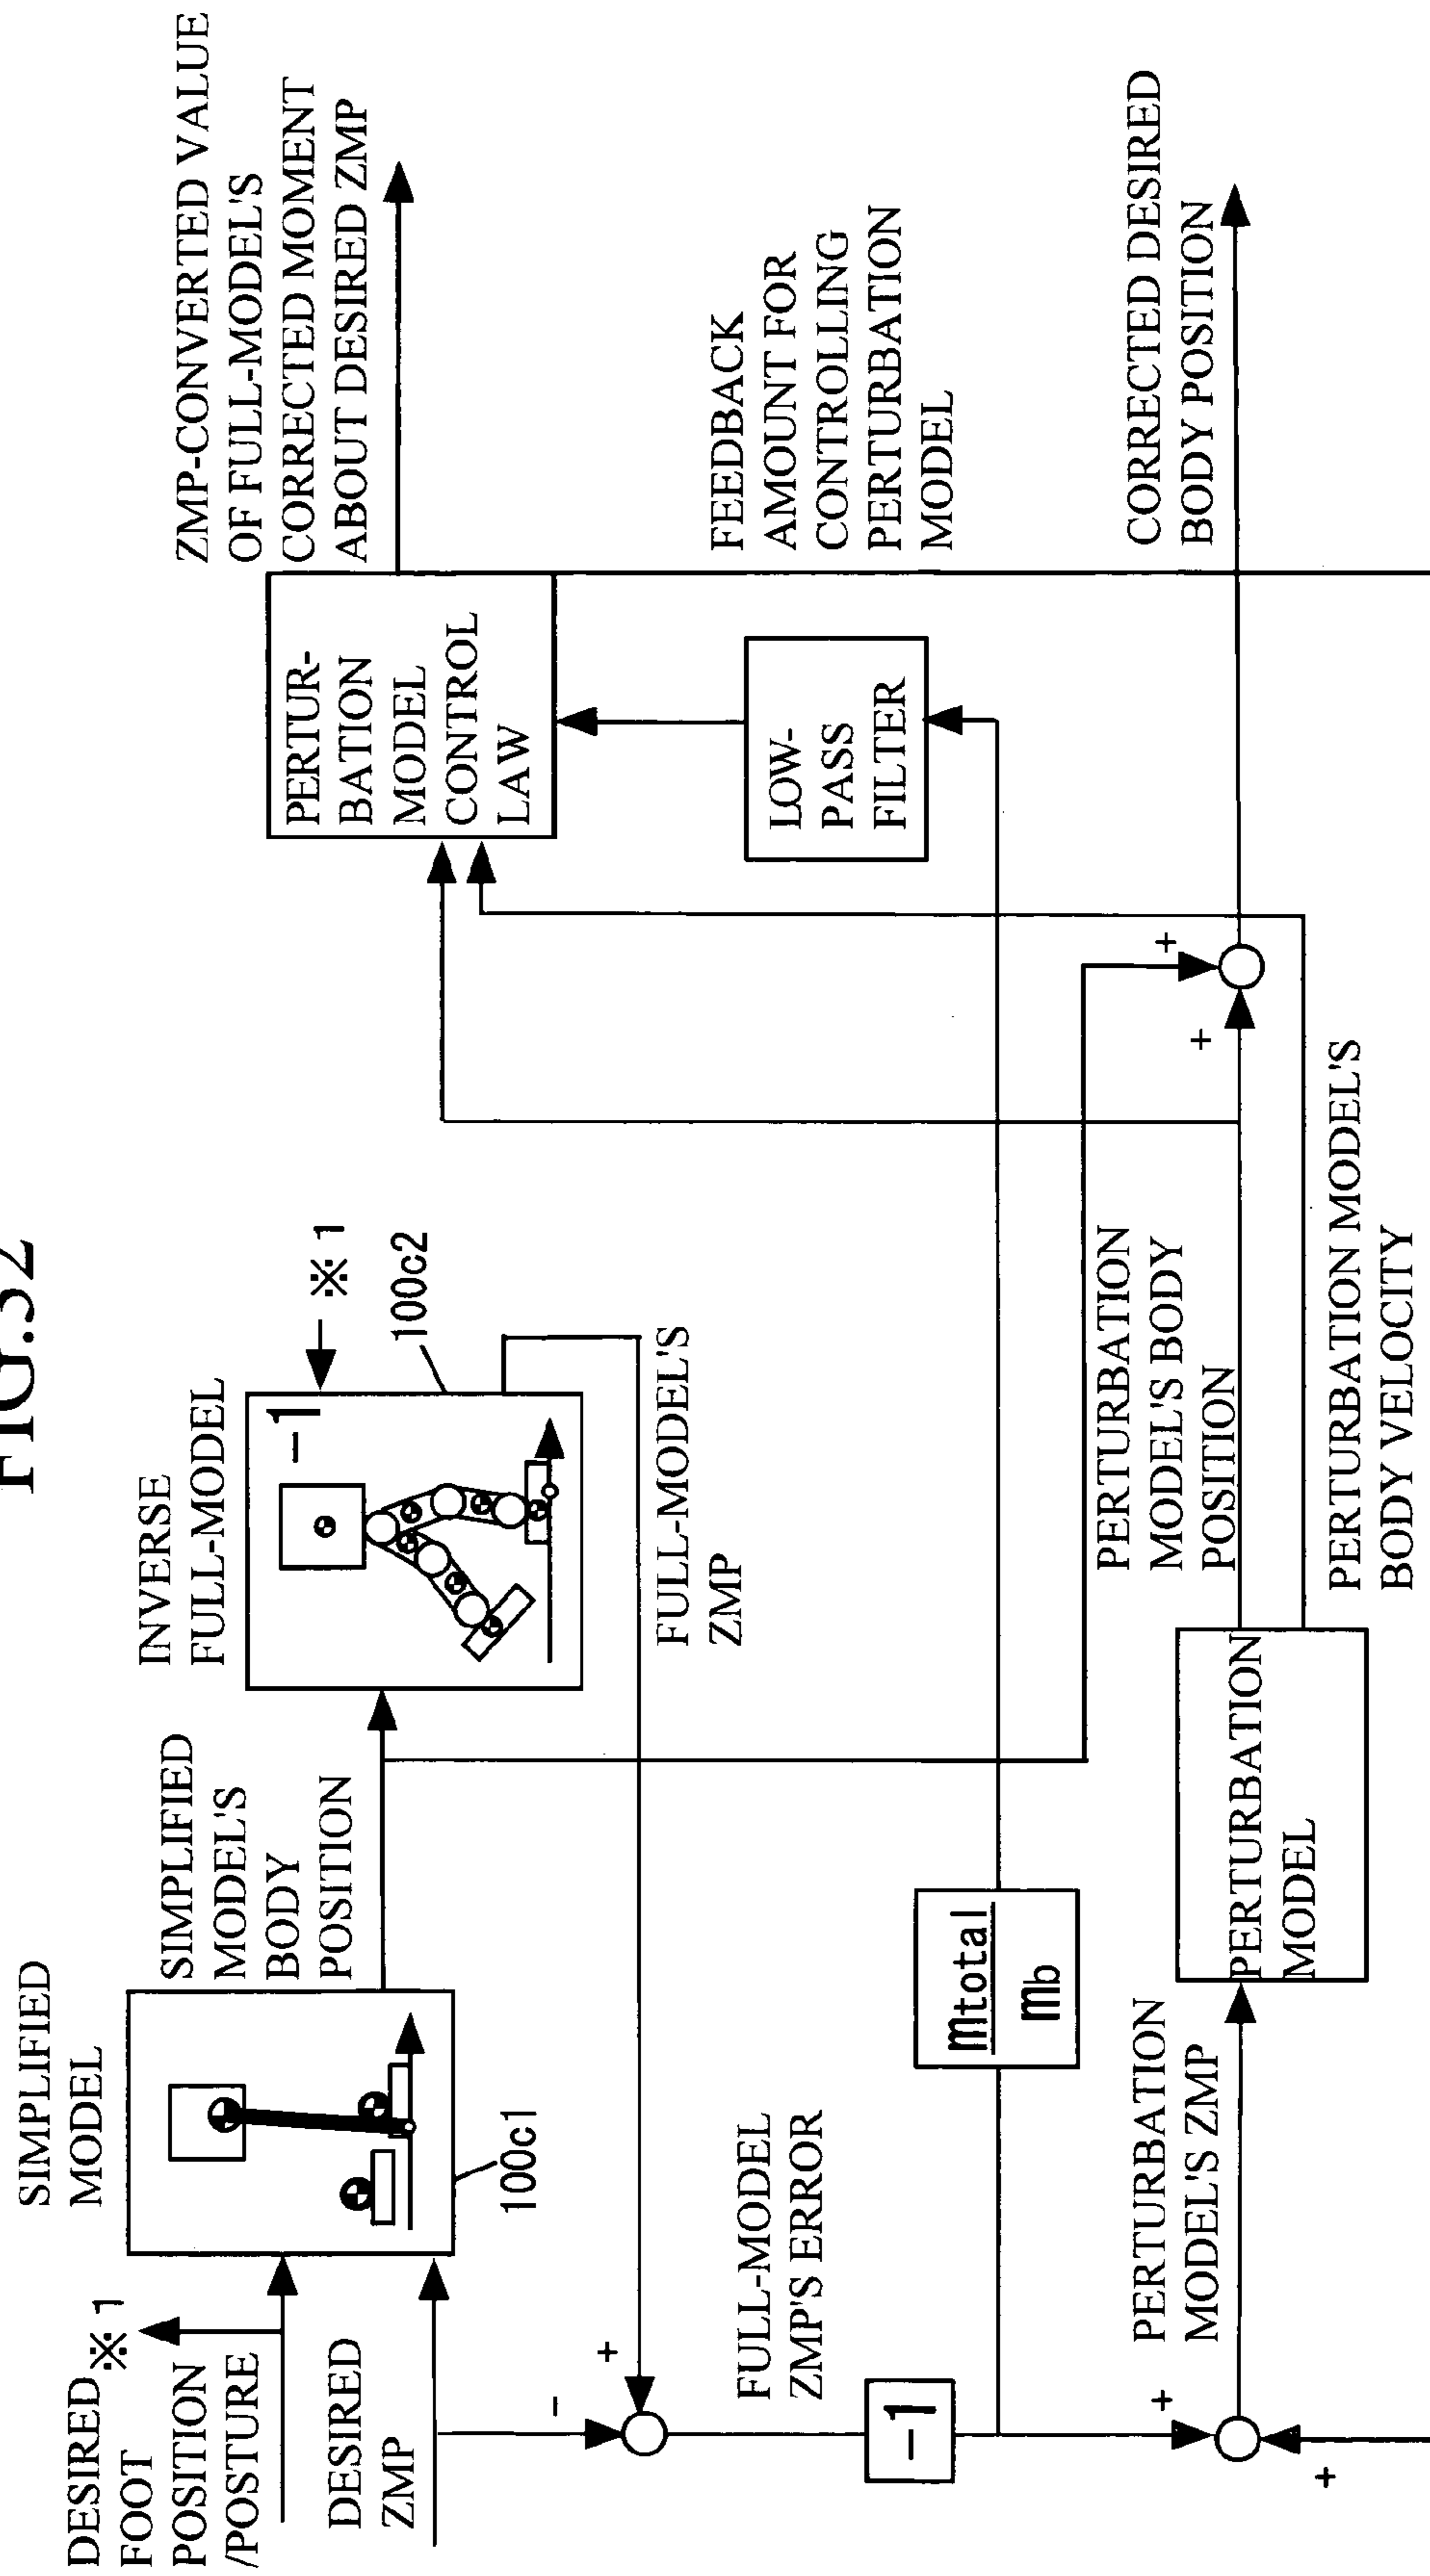 FIG.32
SIMPLIFIED
MODEL
DESIRED
FOOT
POSITION
/POSTURE
※1
DESIRED
ZMP
100c1
SIMPLIFIED
MODEL'S
BODY
POSITION
INVERSE
FULL-MODEL
-1
※1
100c2
FULL-MODEL'S
ZMP
ZMP-CONVERTED VALUE
OF FULL-MODEL'S
CORRECTED MOMENT
ABOUT DESIRED ZMP
PERTUR-
BATION
MODEL
CONTROL
LAW
FEEDBACK
AMOUNT FOR
CONTROLLING
PERTURBATION
MODEL
LOW-
PASS
FILTER
-
+
FULL-MODEL
ZMP'S ERROR
-1
mtotal
mb
+
+
PERTURBATION
MODEL'S ZMP
PERTURBATION
MODEL
PERTURBATION
MODEL'S BODY
POSITION
PERTURBATION MODEL'S
BODY VELOCITY
+
+
CORRECTED DESIRED
BODY POSITION